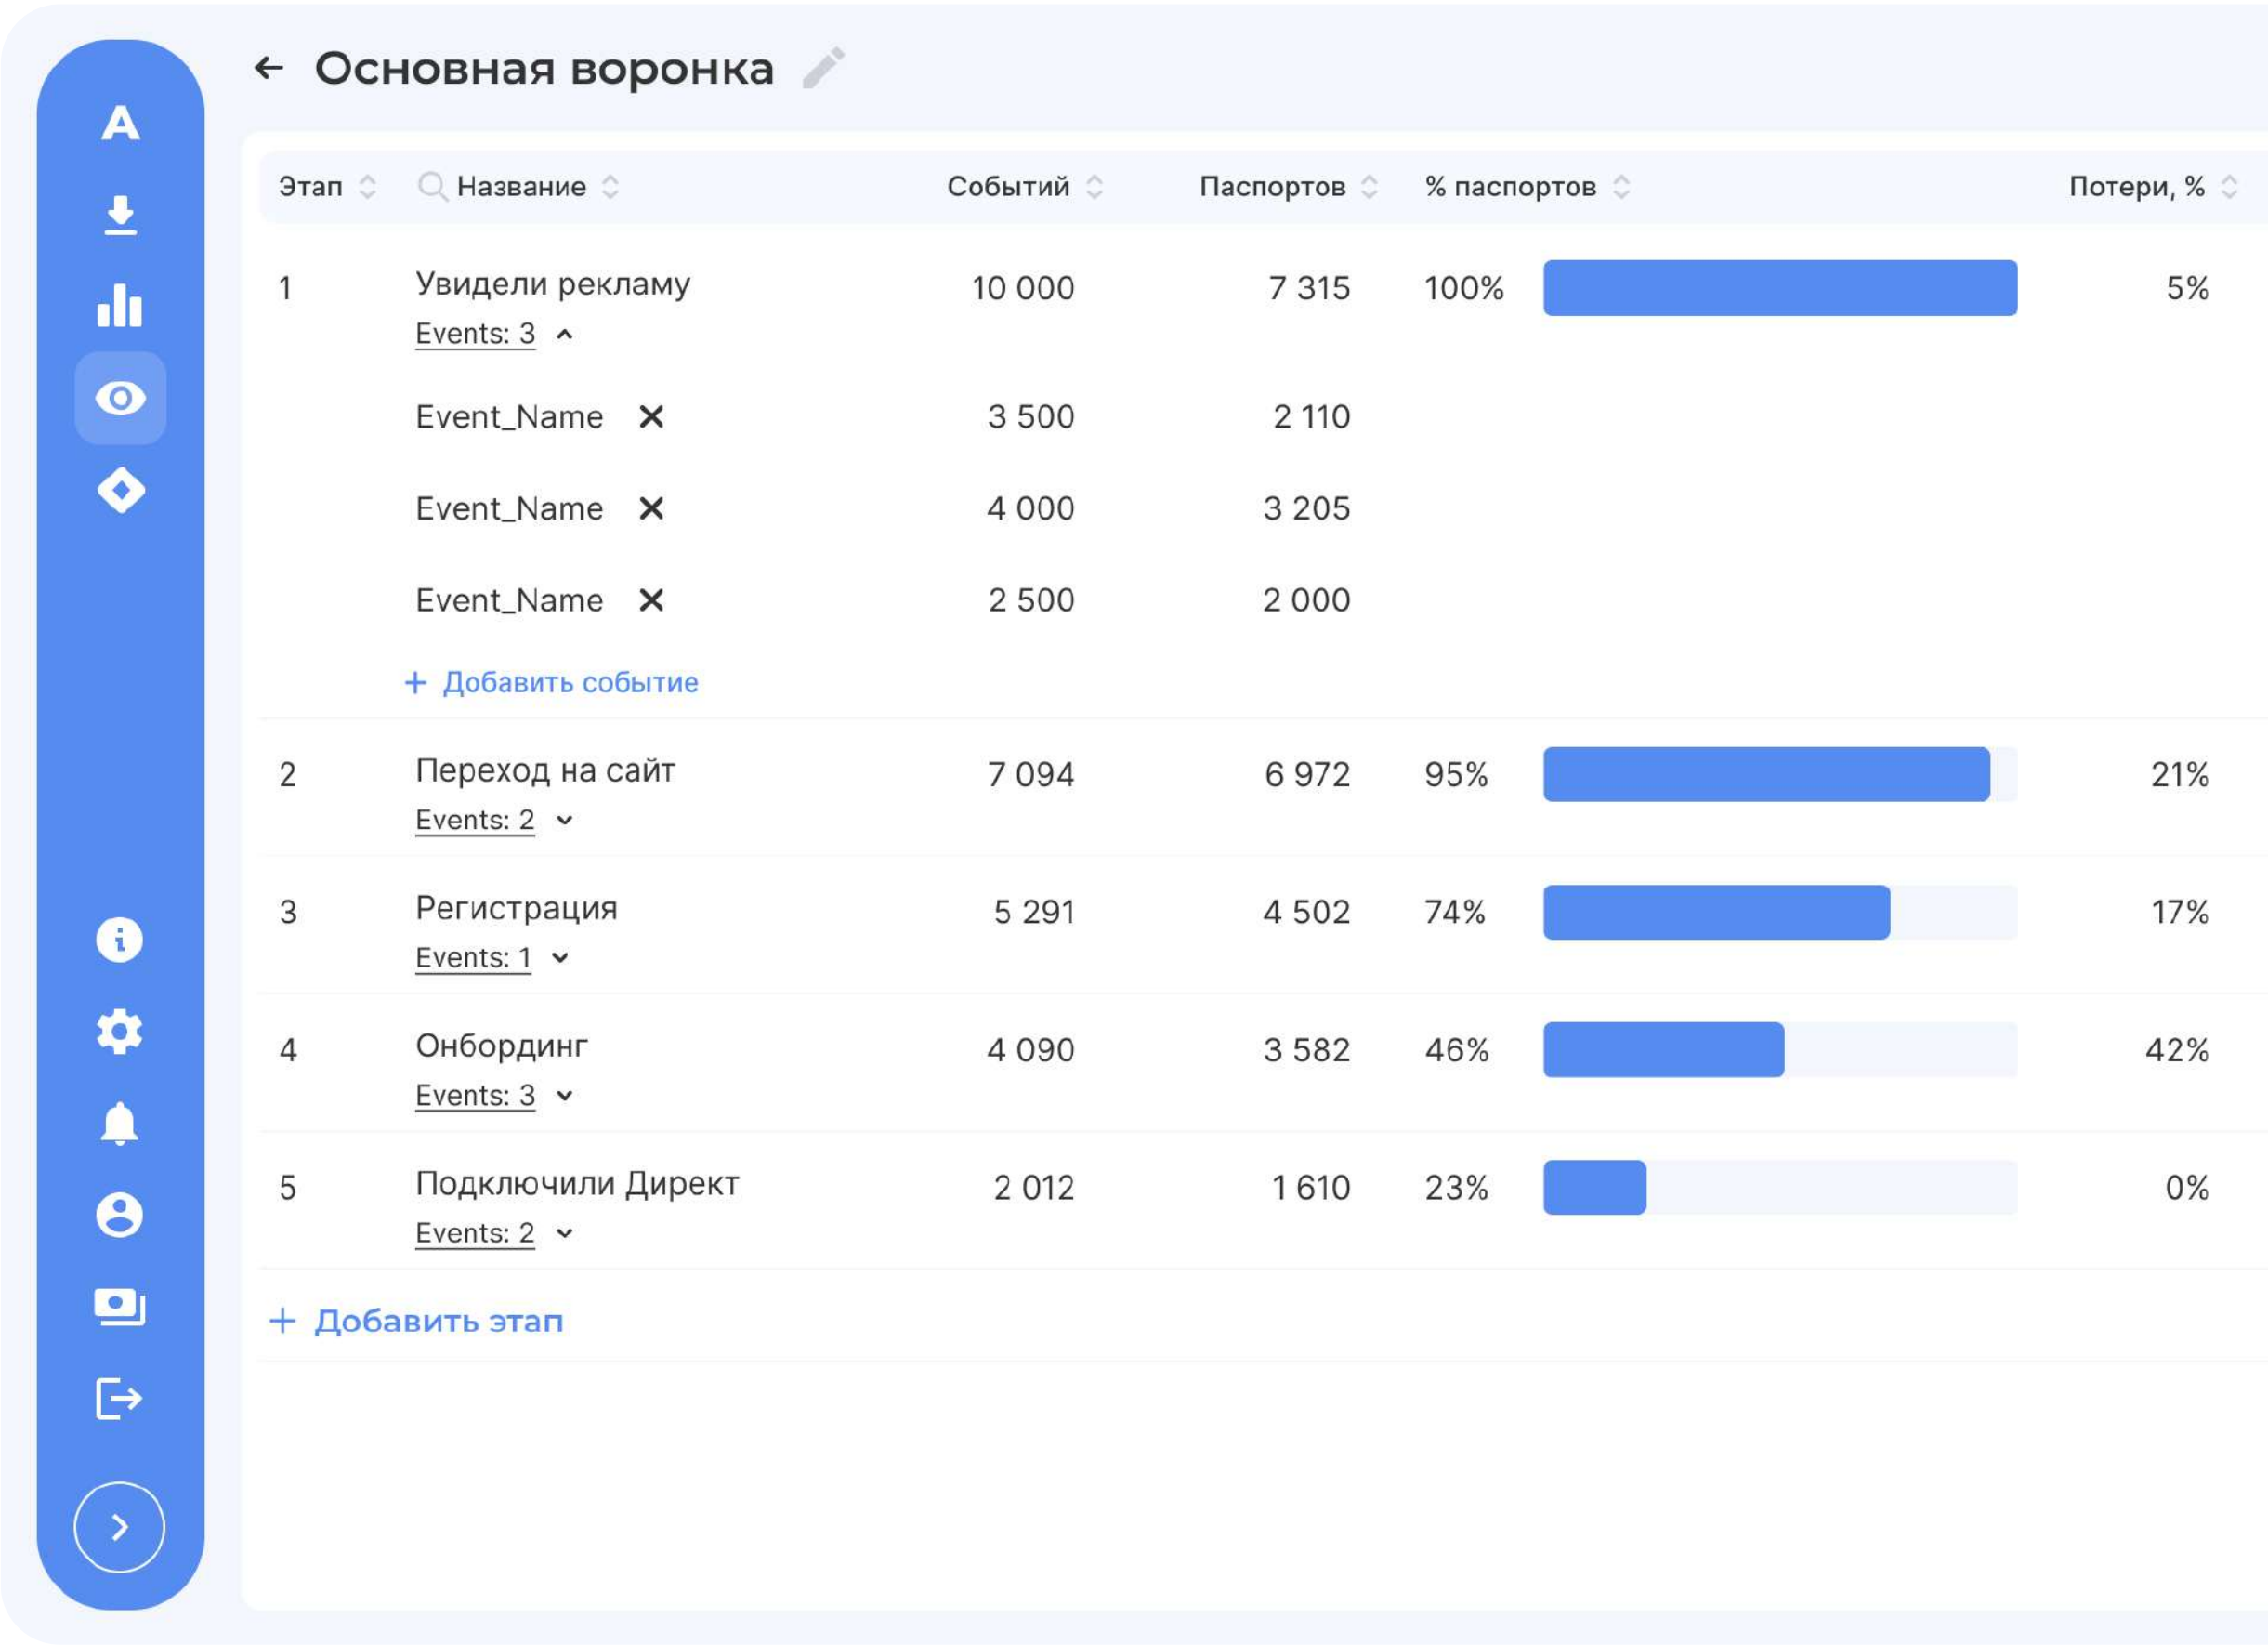 Основная воронка
A
Этап Название Событий Паспортов % паспортов Потери, %
1 Увидели рекламу 10 000 7 315 100% 5%
Events: 3
Event_Name 3 500 2 110
Event_Name 4 000 3 205
Event_Name 2 500 2 000
+ Добавить событие
2 Переход на сайт 7 094 6 972 95% 21%
Events: 2
3 Регистрация 5 291 4 502 74% 17%
Events: 1
4 Онбординг 4 090 3 582 46% 42%
Events: 3
5 Подключили Директ 2 012 1 610 23% 0%
Events: 2
+ Добавить этап